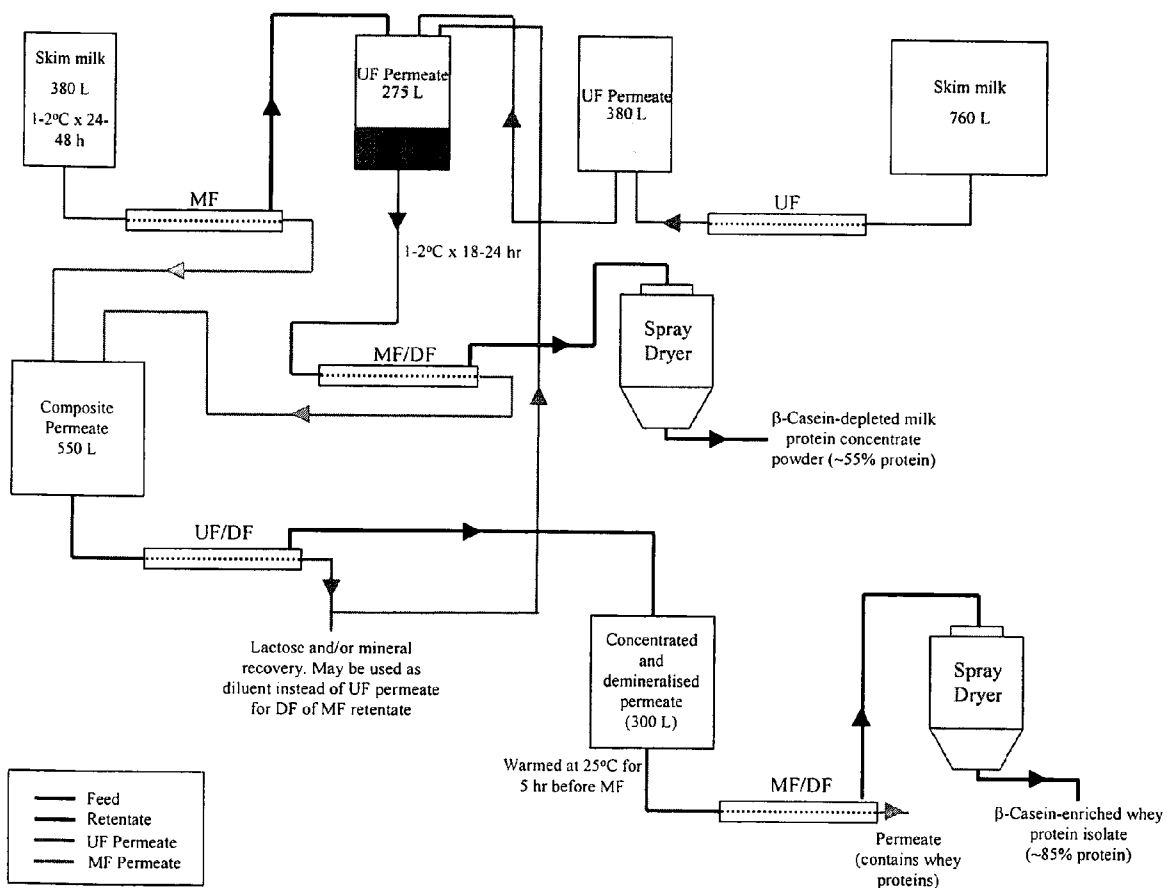 Skim milk
380 L
1-2°C x 24-
48 h
MF
UF Permeate
275 L
UF Permeate
380 L
Skim milk
760 L
UF
1-2°C x 18-24 hr
MF/DF
Spray
Dryer
β-Casein-depleted milk
protein concentrate
powder (~55% protein)
Composite
Permeate
550 L
UF/DF
Lactose and/or mineral
recovery. May be used as
diluent instead of UF permeate
for DF of MF retentate
Concentrated
and
demineralised
permeate
(300 L)
Warmed at 25°C for
5 hr before MF
MF/DF
Permeate
(contains whey
proteins)
Spray
Dryer
β-Casein-enriched whey
protein isolate
(~85% protein)
Feed
Retentate
UF Permeate
MF Permeate